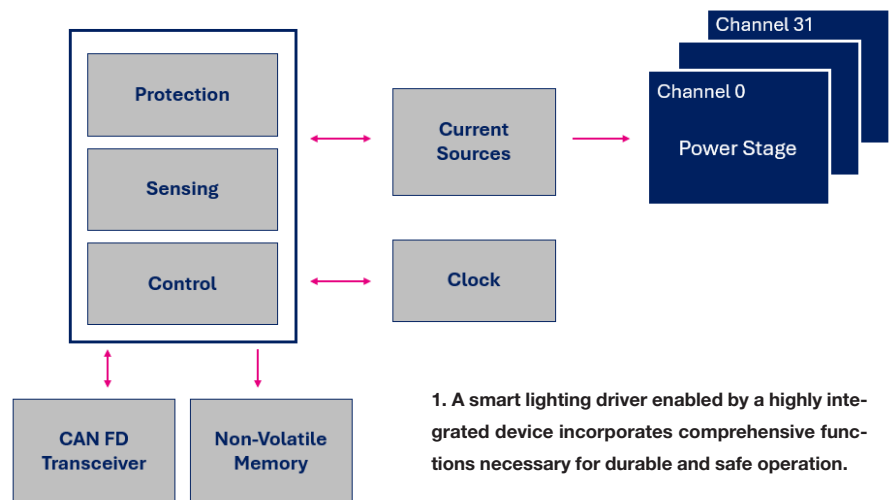 Channel 31
Channel 0
Power Stage
Protection
Sensing
Control
Current
Sources
Clock
CAN FD
Transceiver
Non-Volatile
Memory
1. A smart lighting driver enabled by a highly inte-
grated device incorporates comprehensive func-
tions necessary for durable and safe operation.